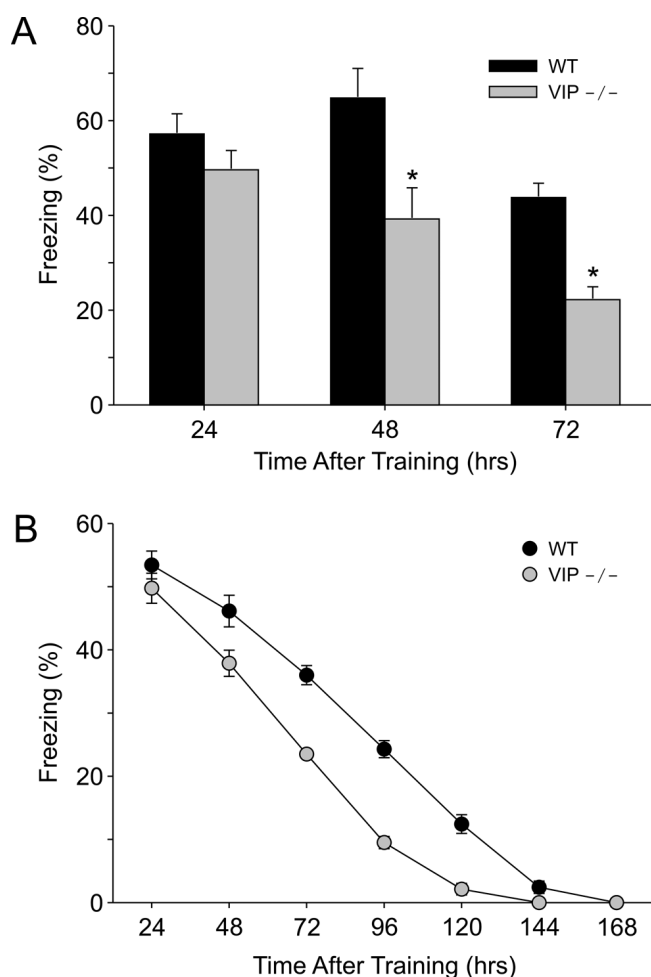 A
80
60
40
20
0
Freezing (%)
WT
VIP −/−
*
*
24 48 72
Time After Training (hrs)
B
60
40
20
0
Freezing (%)
WT
VIP −/−
24 48 72 96 120 144 168
Time After Training (hrs)